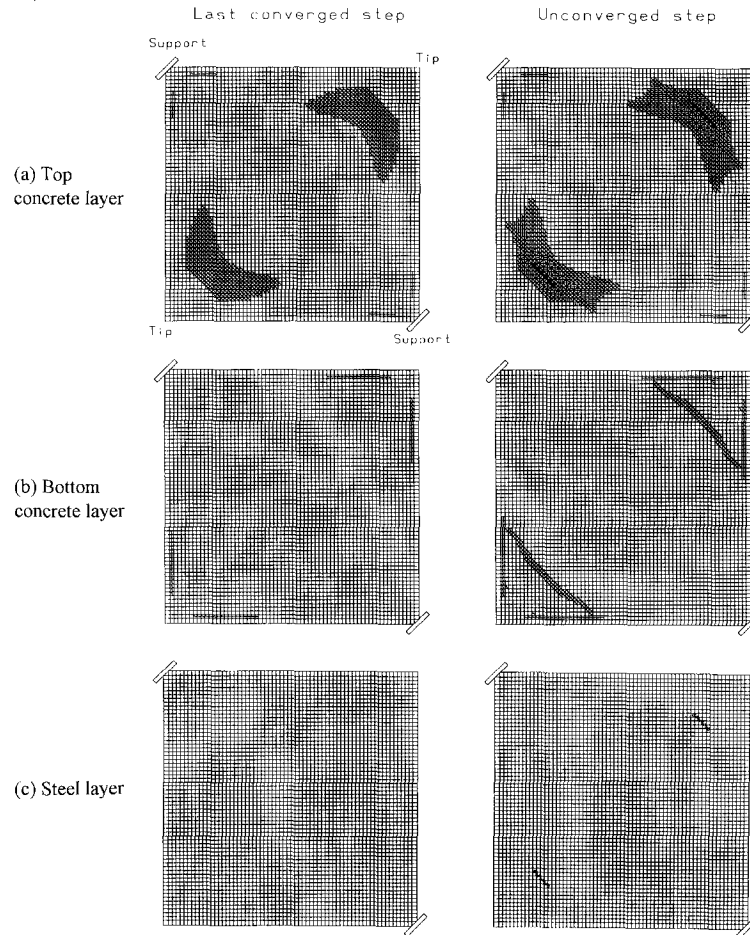 Last converged step
Unconverged step
Support
Tip
(a) Top
concrete layer
Tip
Support
(b) Bottom
concrete layer
(c) Steel layer